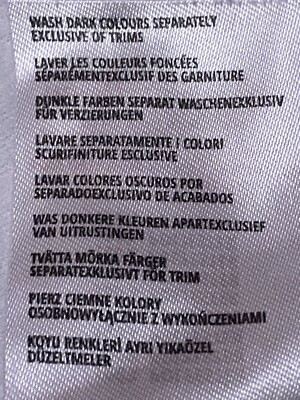 WASH DARK COLOURS SEPARATELY
EXCLUSIVE OF TRIMS
LAVER LES COULEURS FONCÉES
SÉPARÉMENTEXCLUSIF DES GARNITURE
DUNKLE FARBEN SEPARAT WASCHENEXKLUSIV
FÜR VERZIERUNGEN
LAVARE SEPARATAMENTE I COLORI
SCURIFINITURE ESCLUSIVE
LAVAR COLORES OSCUROS POR
SEPARADOEXCLUSIVO DE ACABADOS
WAS DONKERE KLEUREN APARTEXCLUSIEF
VAN UITRUSTINGEN
TVÄTTA MÖRKA FÄRGER
SEPARATEXKLUSIVT FÖR TRIM
PIERZ CIEMNE KOLORY
OSOBNOWYŁĄCZNIE Z WYKOŃCZENIAMI
KOYU RENKLERİ AYRI YIKAÖZEL
DÜZELTMELER